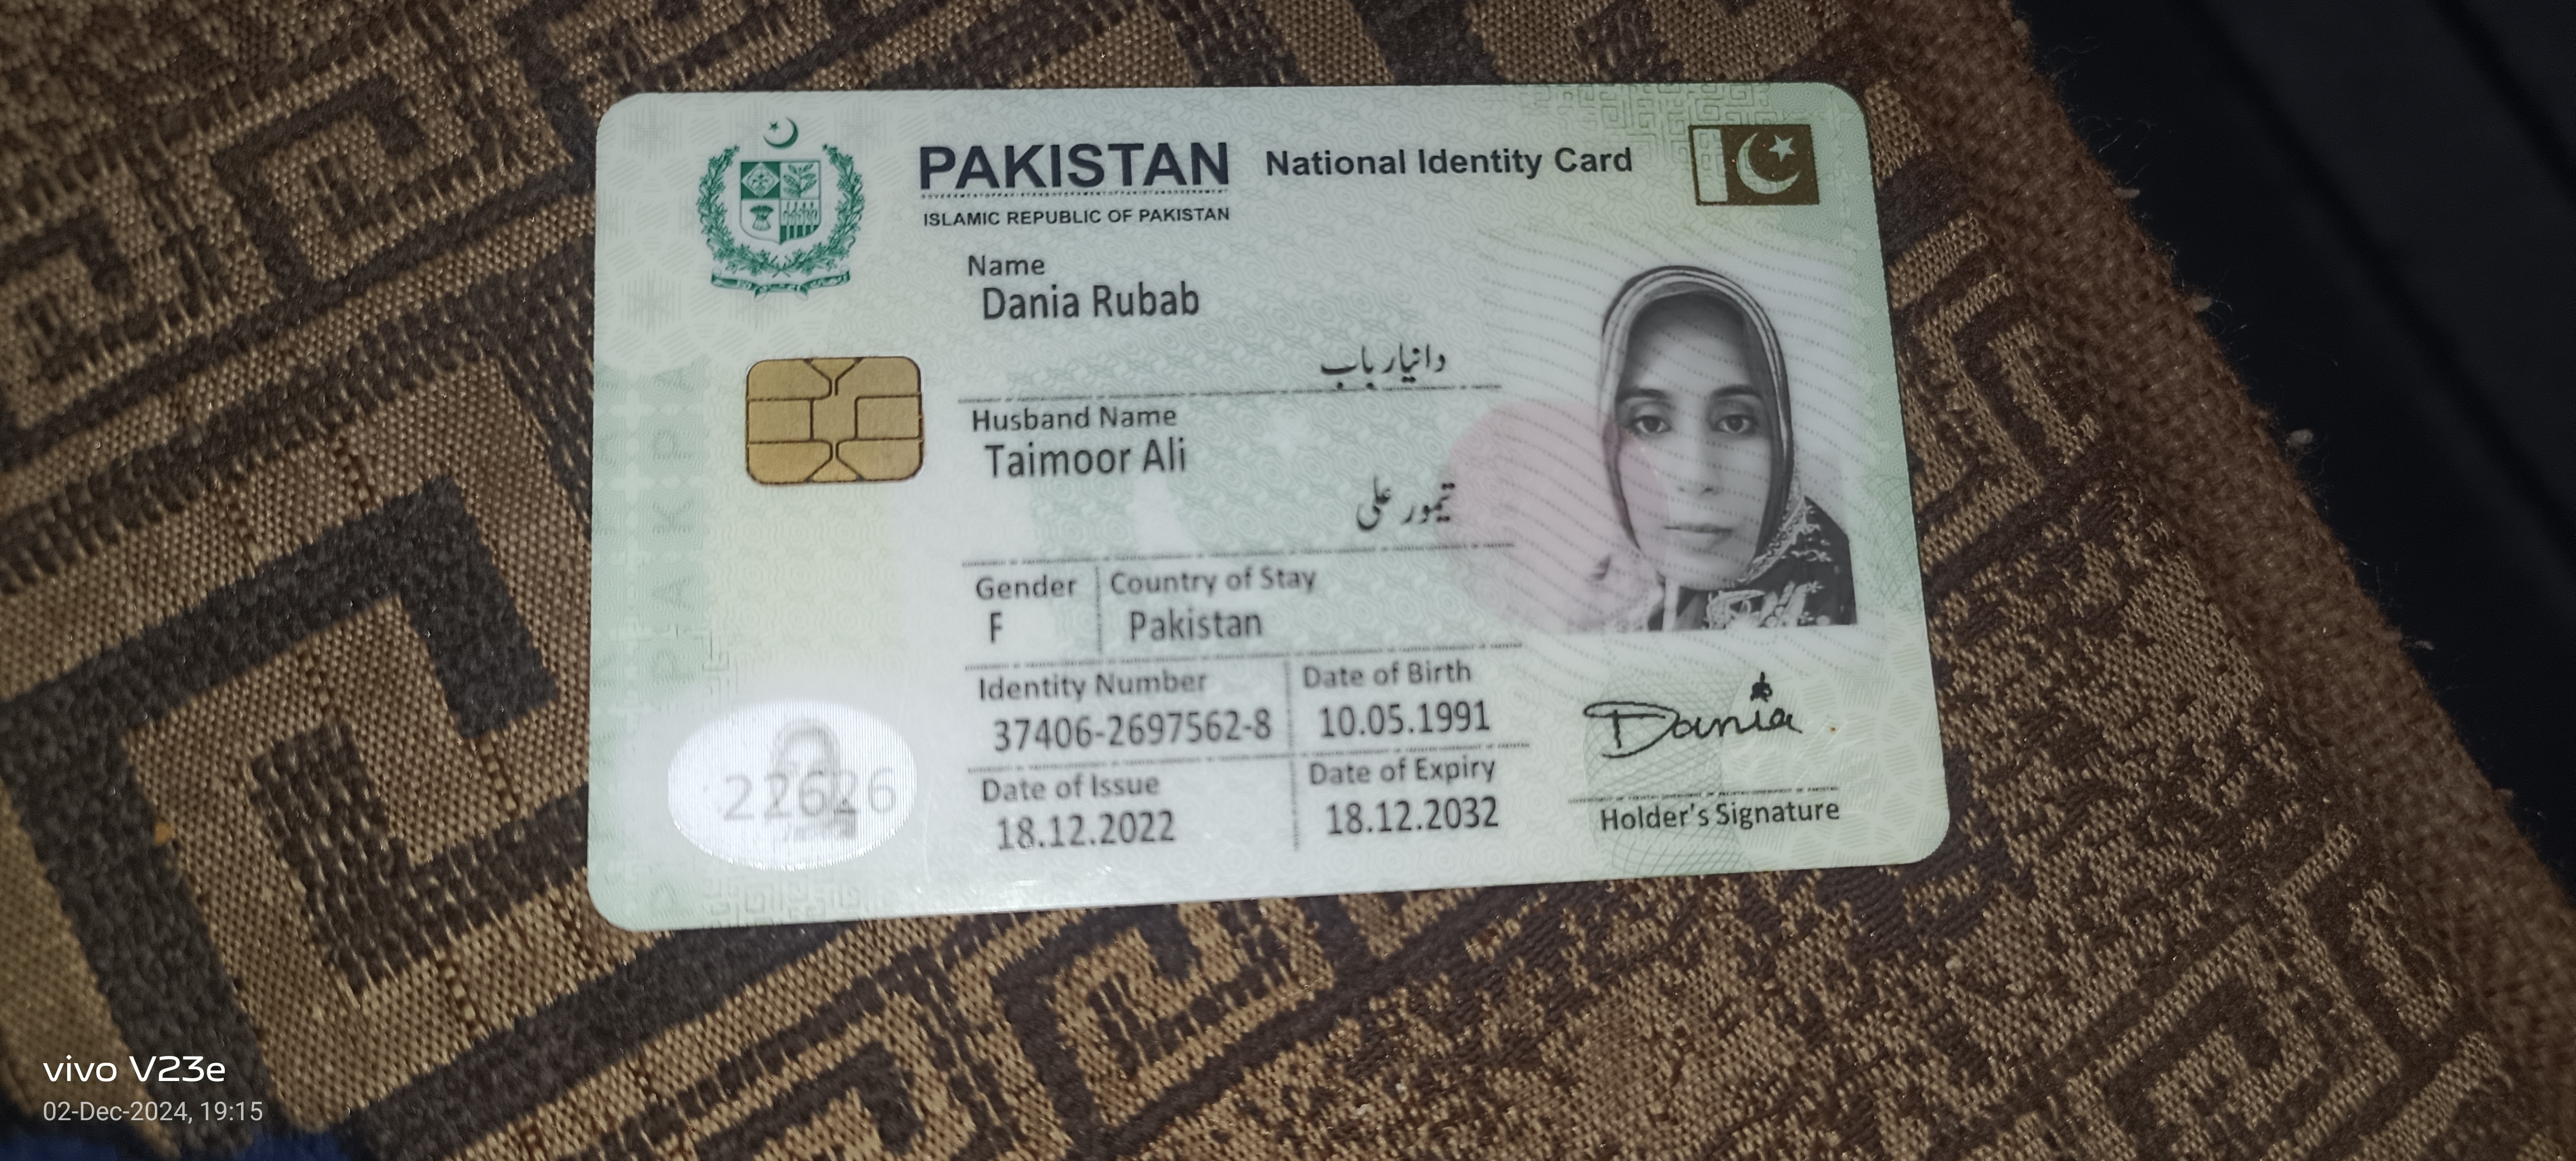 PAKISTAN National Identity Card
ISLAMIC REPUBLIC OF PAKISTAN
Name
Dania Rubab
دانیا رباب
Husband Name
Taimoor Ali
تیمور علی
Gender Country of Stay
F Pakistan
Identity Number Date of Birth
37406-2697562-8 10.05.1991
Date of Issue Date of Expiry
18.12.2022 18.12.2032
22626
Dania
Holder's Signature
vivo V23e
02-Dec-2024, 19:15